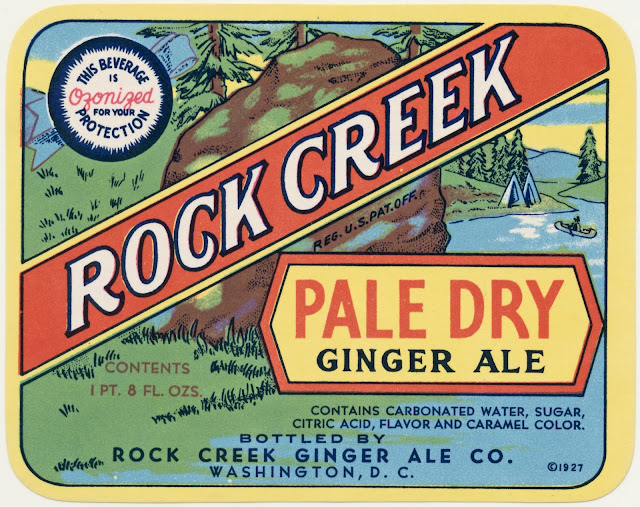 THIS BEVERAGE
IS
Ozonized
FOR YOUR
PROTECTION
ROCK CREEK
REG. U.S. PAT. OFF.
PALE DRY
GINGER ALE
CONTENTS
1 PT. 8 FL. OZS.
CONTAINS CARBONATED WATER, SUGAR,
CITRIC ACID, FLAVOR AND CARAMEL COLOR.
BOTTLED BY
ROCK CREEK GINGER ALE CO.
WASHINGTON, D. C.
©1927